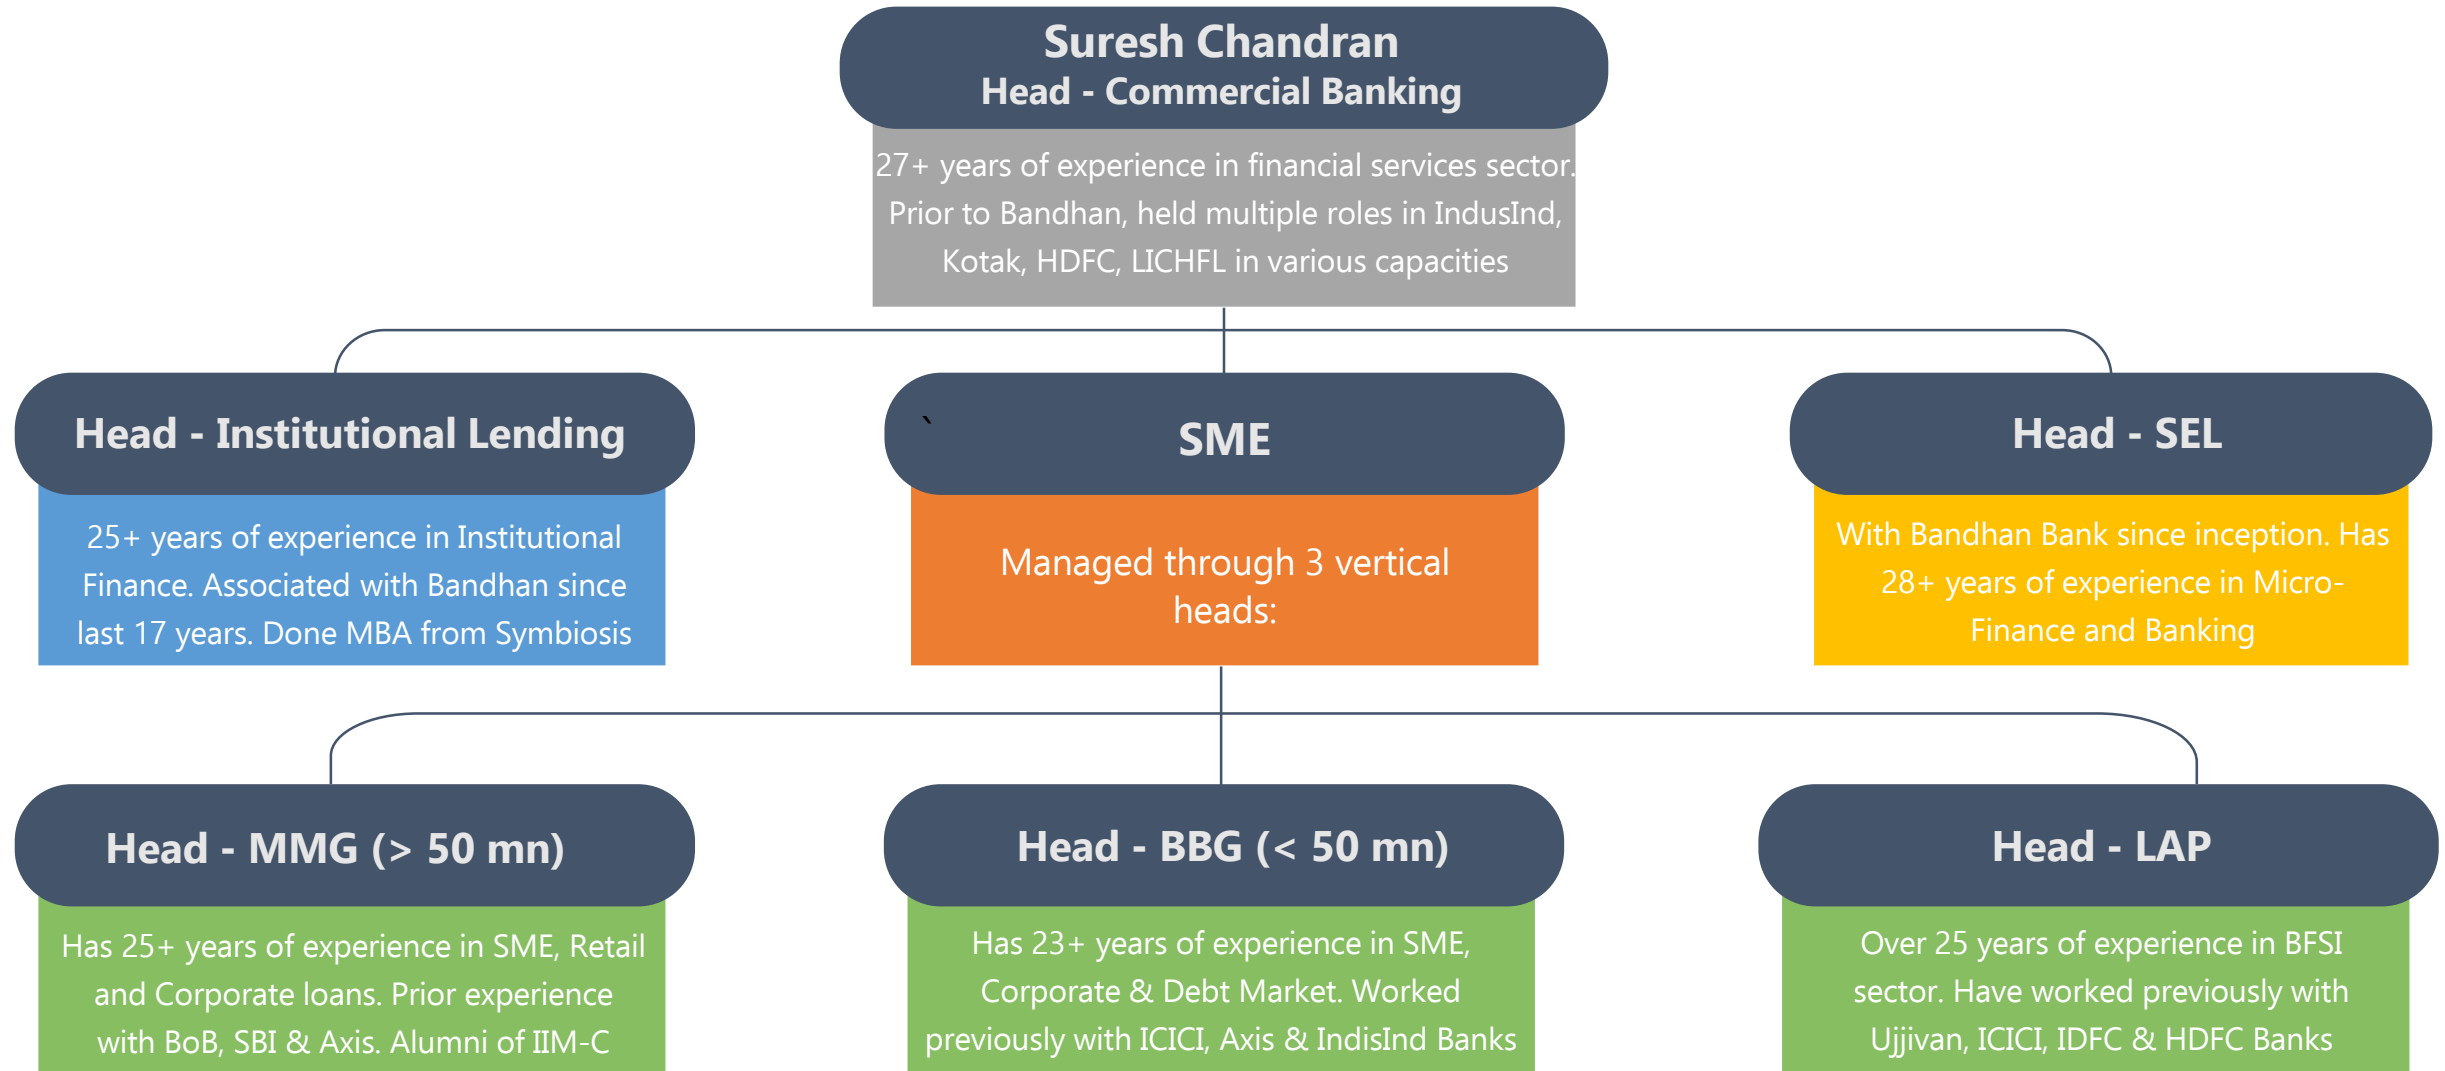 Suresh Chandran
Head - Commercial Banking
27+ years of experience in financial services sector.
Prior to Bandhan, held multiple roles in IndusInd,
Kotak, HDFC, LICHFL in various capacities
Head - Institutional Lending
25+ years of experience in Institutional
Finance. Associated with Bandhan since
last 17 years. Done MBA from Symbiosis
`
SME
Managed through 3 vertical
heads:
Head - SEL
With Bandhan Bank since inception. Has
28+ years of experience in Micro-
Finance and Banking
Head - MMG (> 50 mn)
Has 25+ years of experience in SME, Retail
and Corporate loans. Prior experience
with BoB, SBI & Axis. Alumni of IIM-C
Head - BBG (< 50 mn)
Has 23+ years of experience in SME,
Corporate & Debt Market. Worked
previously with ICICI, Axis & IndisInd Banks
Head - LAP
Over 25 years of experience in BFSI
sector. Have worked previously with
Ujjivan, ICICI, IDFC & HDFC Banks